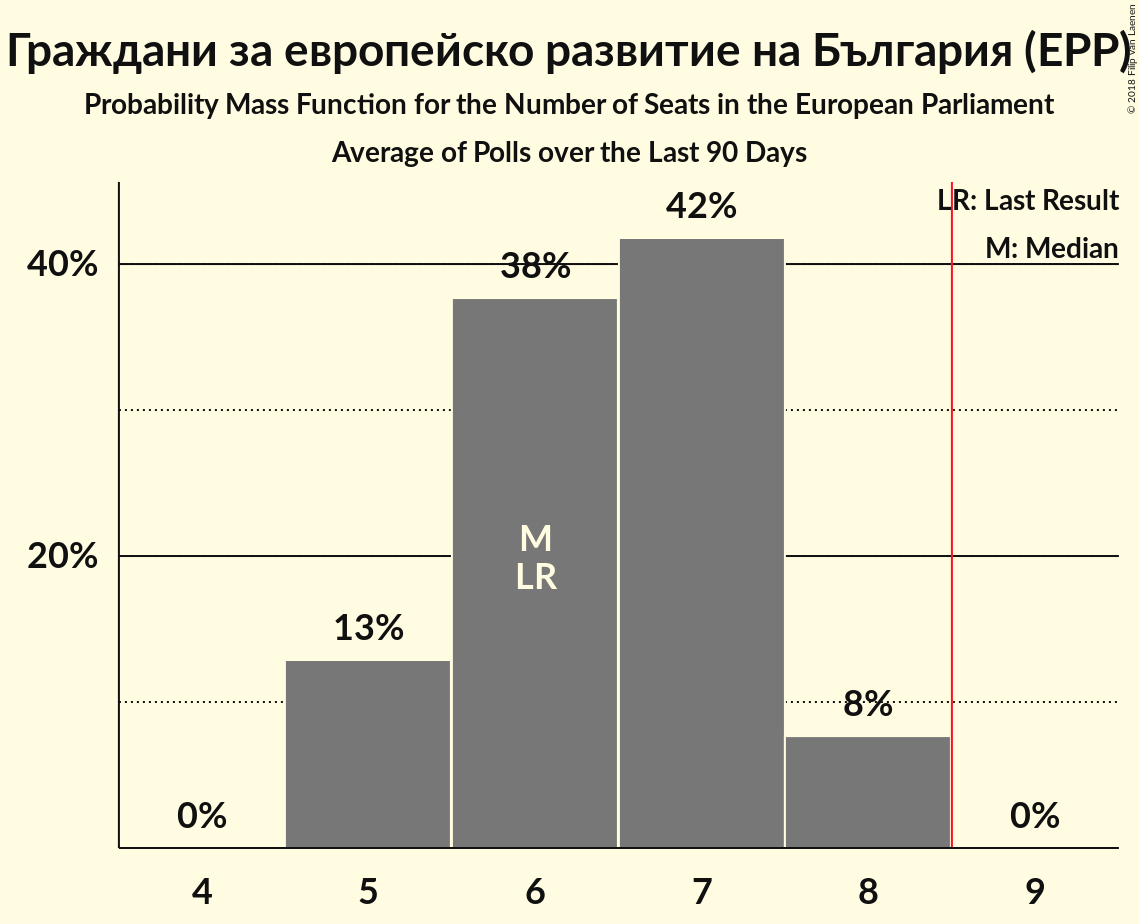 Граждани за европейско развитие на България (EPP)
Probability Mass Function for the Number of Seats in the European Parliament
Average of Polls over the Last 90 Days
© 2018 Filip van Laenen
LR: Last Result
M: Median
40%
20%
0%
13%
38%
42%
8%
0%
M
LR
4 5 6 7 8 9